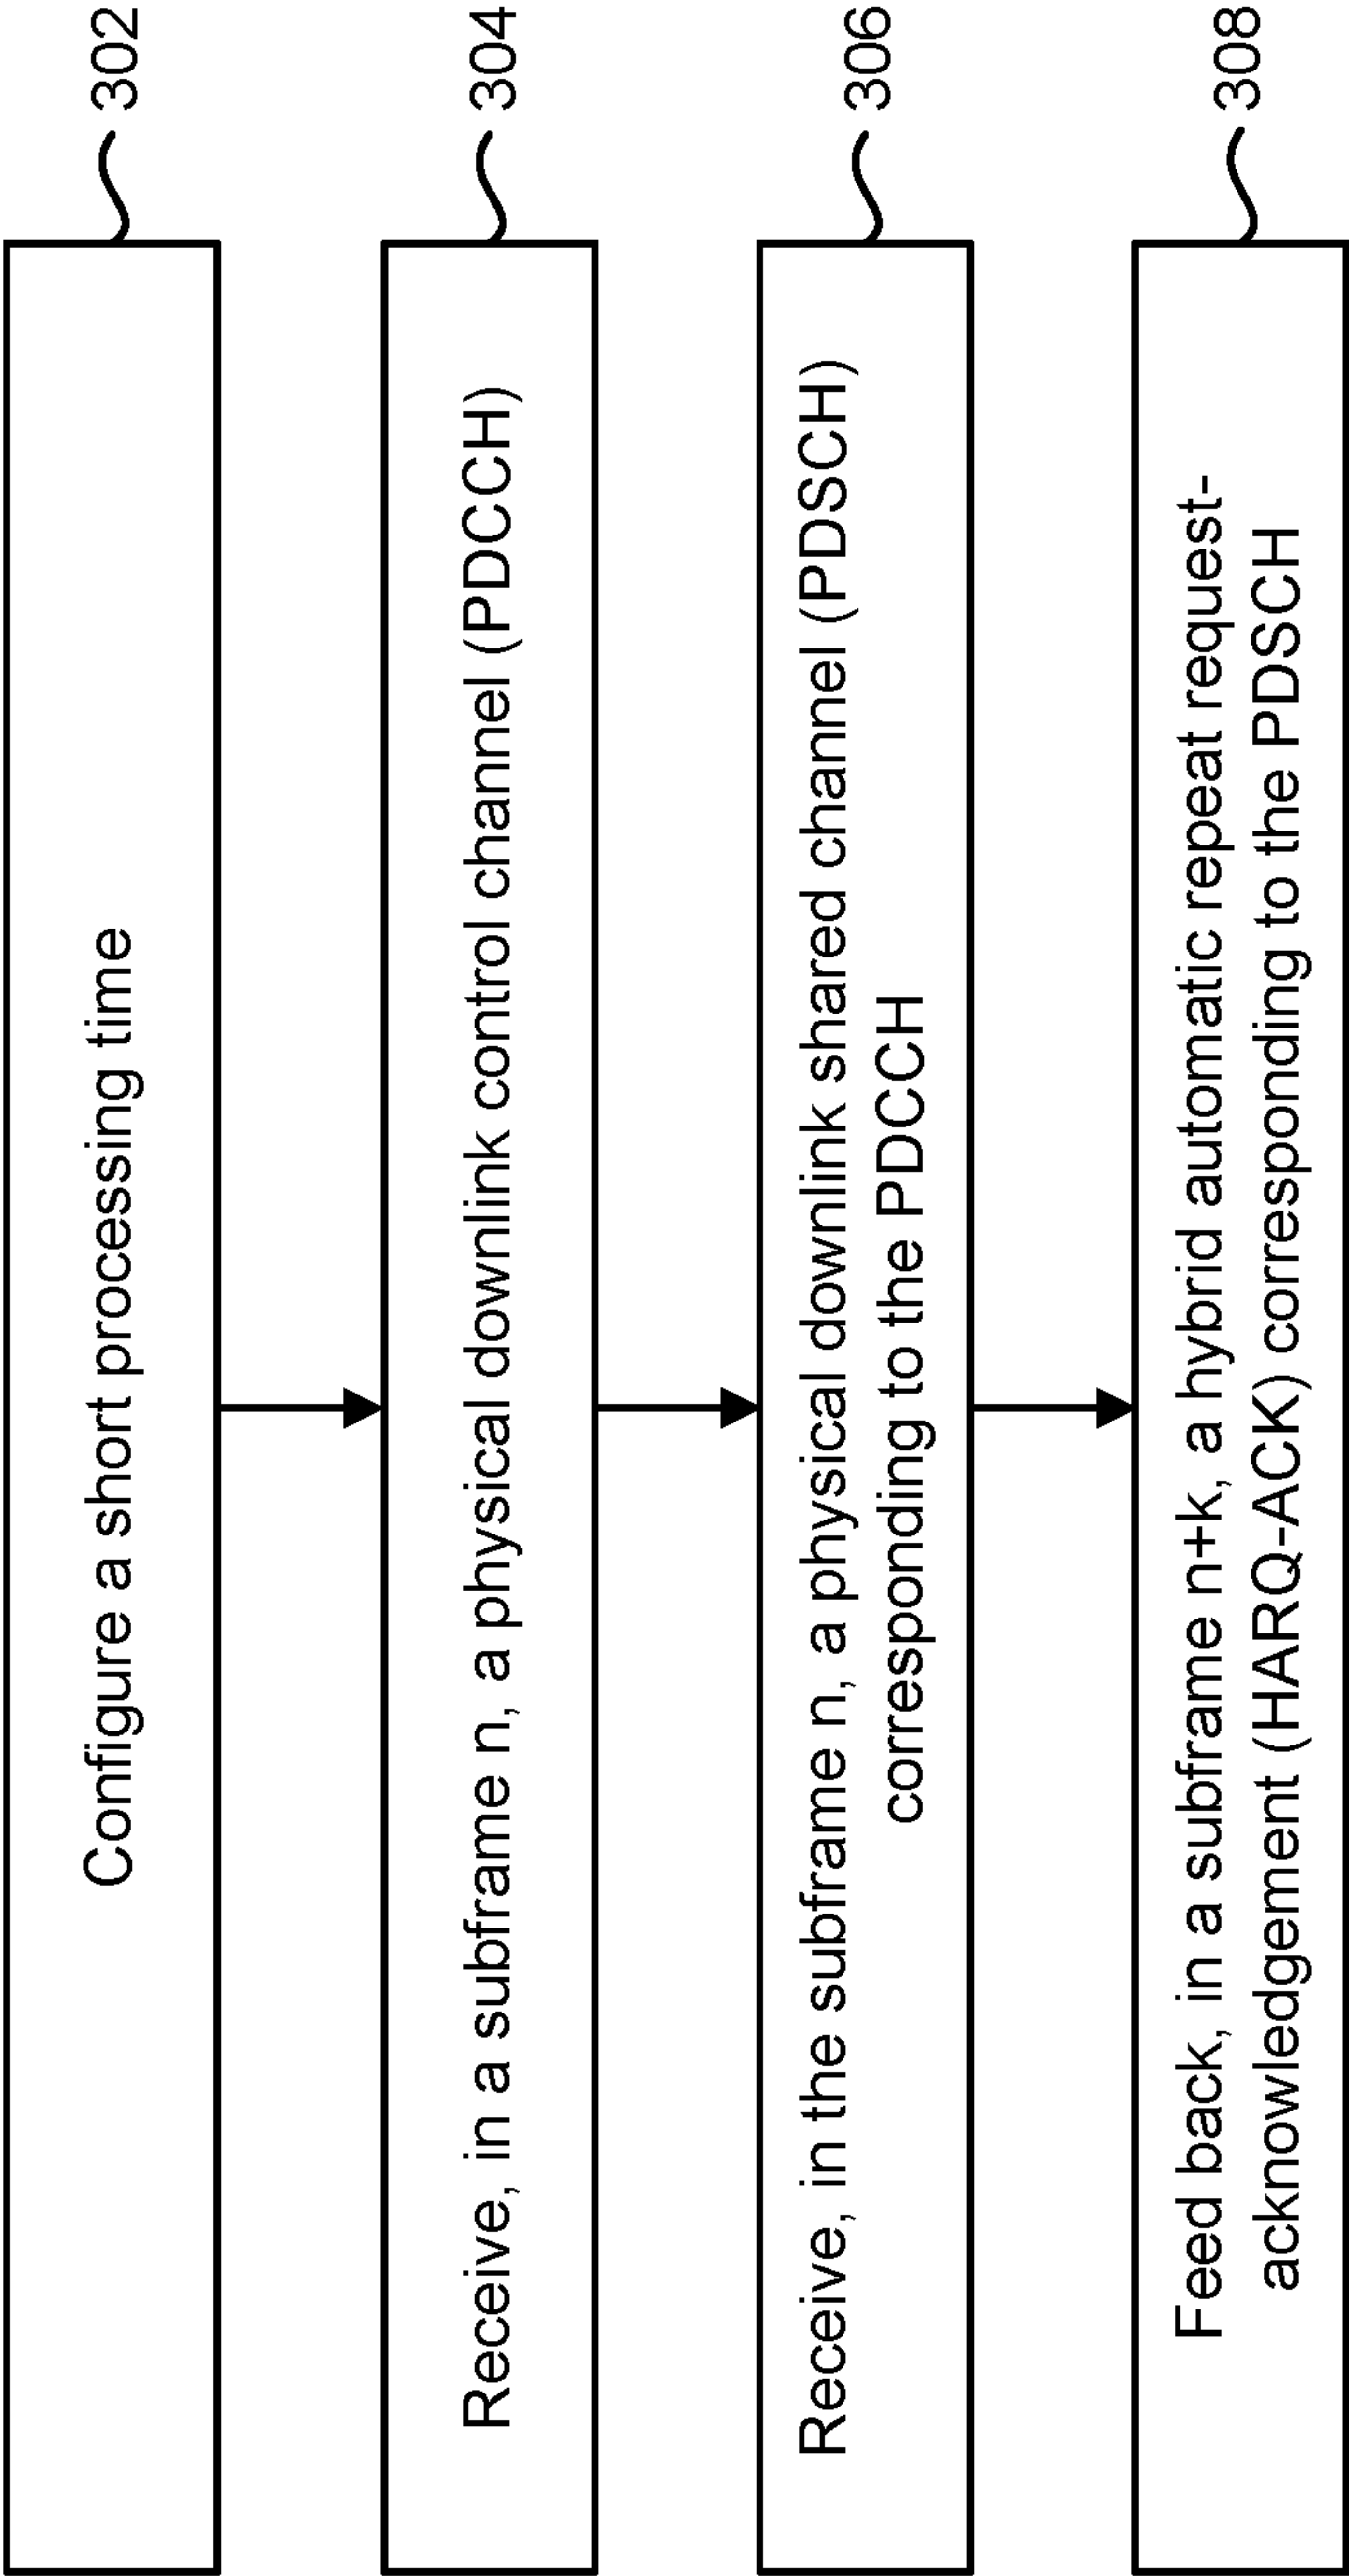 Configure a short processing time
302
Receive, in a subframe n, a physical downlink control channel (PDCCH)
304
Receive, in the subframe n, a physical downlink shared channel (PDSCH)
corresponding to the PDCCH
306
Feed back, in a subframe n+k, a hybrid automatic repeat request-
acknowledgement (HARQ-ACK) corresponding to the PDSCH
308